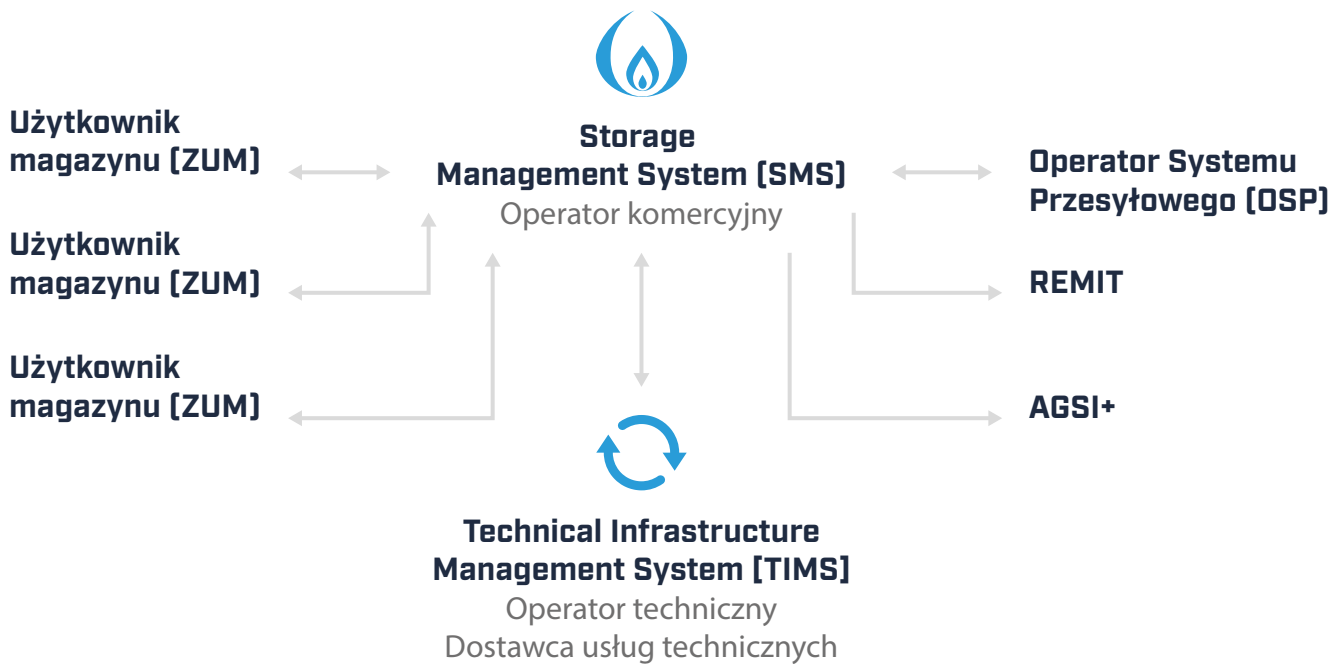 Użytkownik
magazynu (ZUM)
Użytkownik
magazynu (ZUM)
Użytkownik
magazynu (ZUM)
Storage
Management System (SMS)
Operator komercyjny
Technical Infrastructure
Management System [TIMS]
Operator techniczny
Dostawca usług technicznych
Operator Systemu
Przesyłowego (OSP)
REMIT
AGSI+